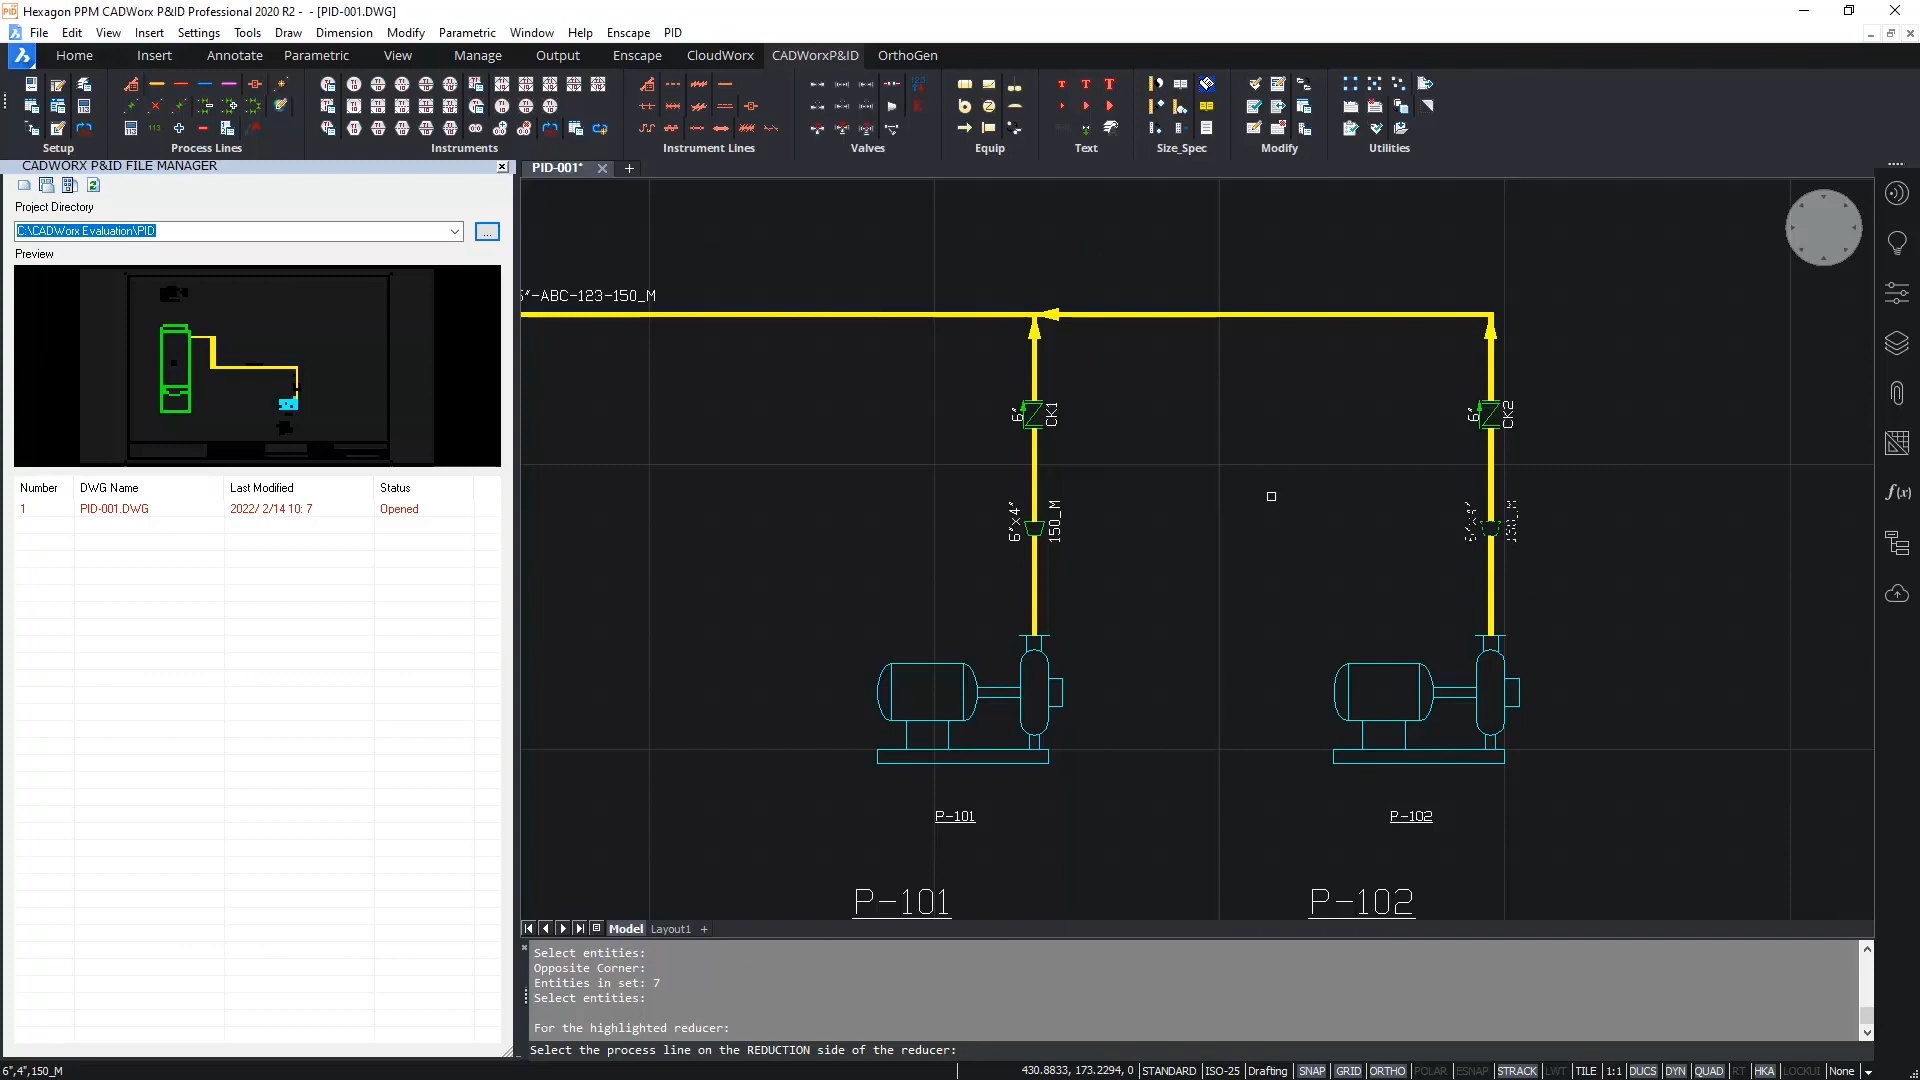 Hexagon PPM CADWorx P&ID Professional 2020 R2 - - [PID-001.DWG]
File Edit View Insert Settings Tools Draw Dimension Modify Parametric Window Help Enscape PID
Home Insert Annotate Parametric View Manage Output Enscape CloudWorx CADWorxP&ID OrthoGen
Setup Process Lines Instruments Instrument Lines Valves Equip Text Size_Spec Modify Utilities
CADWORX P&ID FILE MANAGER
PID-001*
Project Directory
C:\CADWorx Evaluation\PID
...
Preview
Number DWG Name Last Modified Status
1 PID-001.DWG 2022/ 2/14 10: 7 Opened
"-ABC-123-150_M
6" CK1
6" CK2
6"x4" 150_M
P-101
P-102
P-101
P-102
Model Layout1 +
Select entities:
Opposite Corner:
Entities in set: 7
Select entities:
For the highlighted reducer:
Select the process line on the REDUCTION side of the reducer:
6",4",150_M
430.8833, 173.2294, 0 STANDARD ISO-25 Drafting SNAP GRID ORTHO POLAR ESNAP STRACK LWT TILE 1:1 DUCS DYN QUAD RT HKA LOCKUI None